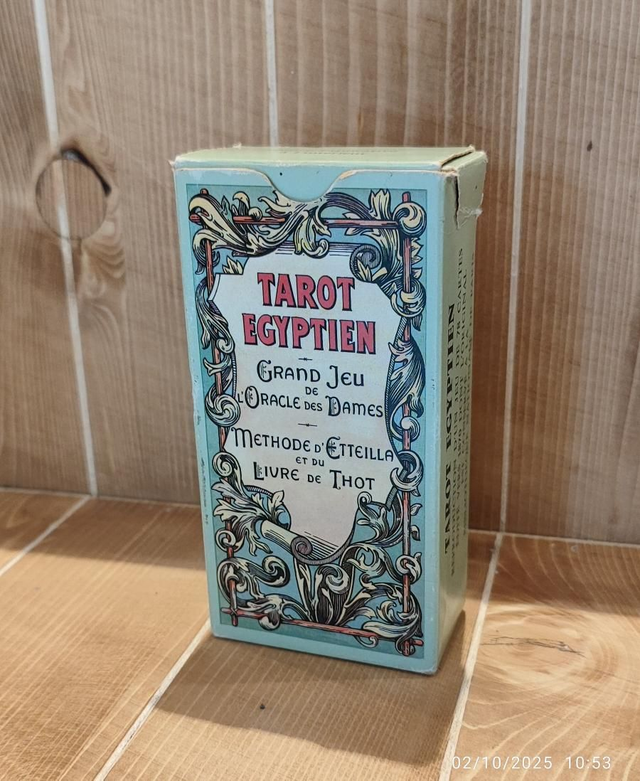 TAROT
EGYPTIEN
GRAND JEU
DE
L'ORACLE DES DAMES
METHODE D'ETTEILLA
ET DU
LIVRE DE THOT
TAROT EGYPTIEN
02/10/2025 10:53